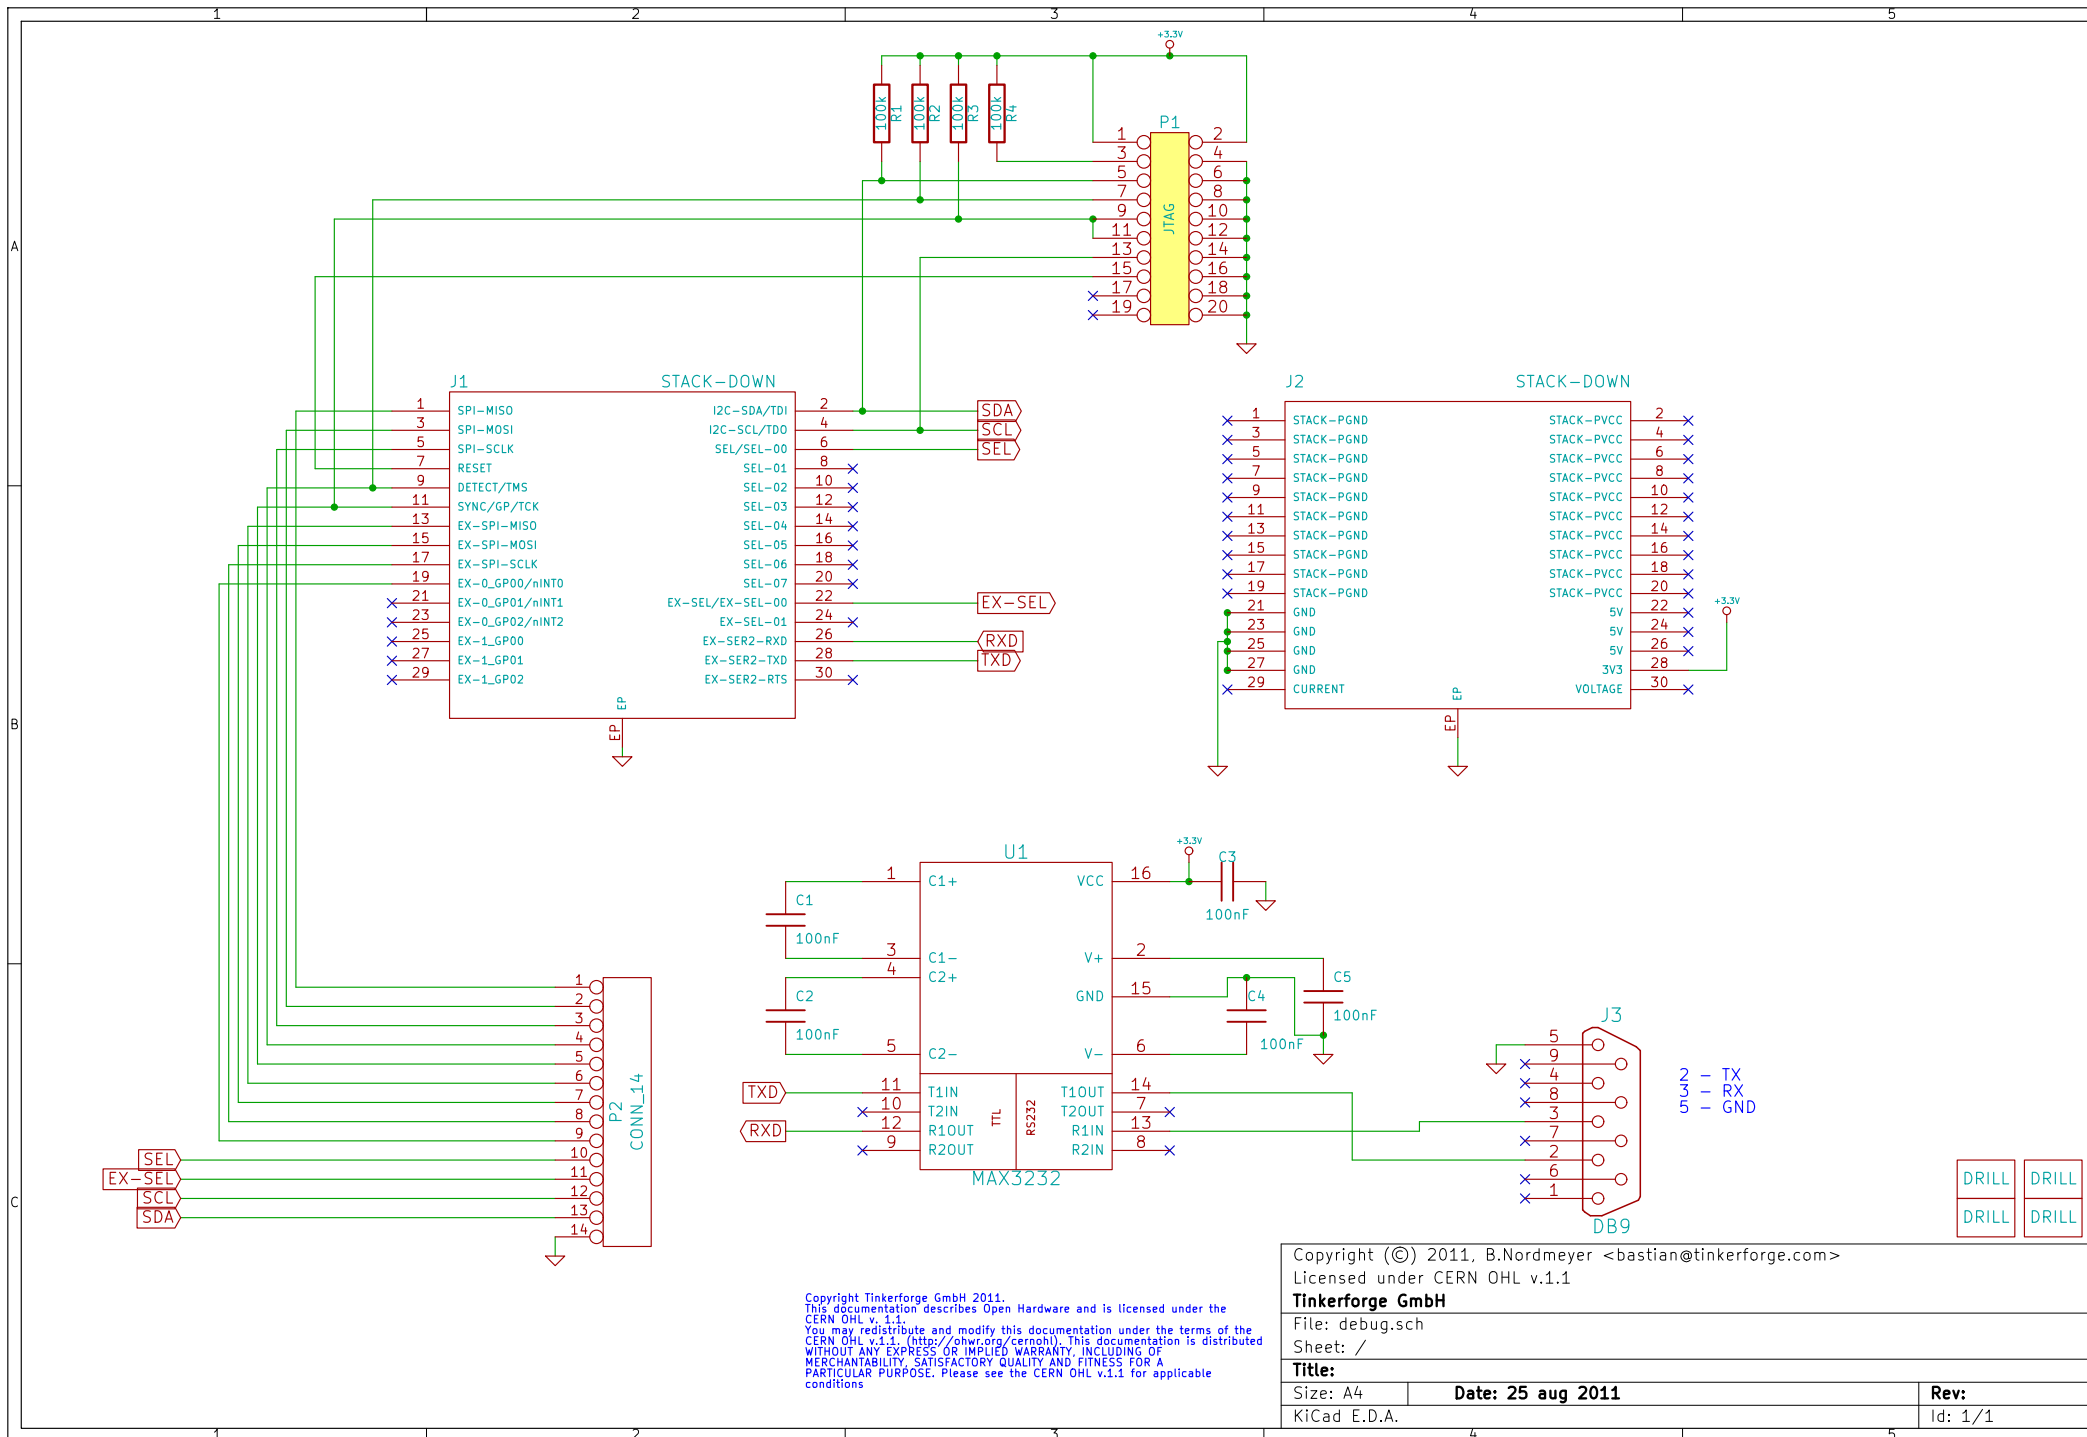 1 2 3 4 5
A
B
C
+3.3V
100k R1
100k R2
100k R3
100k R4
P1
JTAG
1 2
3 4
5 6
7 8
9 10
11 12
13 14
15 16
17 18
19 20
J1 STACK-DOWN
1 SPI-MISO I2C-SDA/TDI 2 SDA
3 SPI-MOSI I2C-SCL/TDO 4 SCL
5 SPI-SCLK SEL/SEL-00 6 SEL
7 RESET SEL-01 8
9 DETECT/TMS SEL-02 10
11 SYNC/GP/TCK SEL-03 12
13 EX-SPI-MISO SEL-04 14
15 EX-SPI-MOSI SEL-05 16
17 EX-SPI-SCLK SEL-06 18
19 EX-0_GPO0/nINT0 SEL-07 20
21 EX-0_GPO1/nINT1 EX-SEL/EX-SEL-00 22 EX-SEL
23 EX-0_GPO2/nINT2 EX-SEL-01 24
25 EX-1_GPO0 EX-SER2-RXD 26 RXD
27 EX-1_GPO1 EX-SER2-TXD 28 TXD
29 EX-1_GPO2 EX-SER2-RTS 30
EP
EP
J2 STACK-DOWN
1 STACK-PGND STACK-PVCC 2
3 STACK-PGND STACK-PVCC 4
5 STACK-PGND STACK-PVCC 6
7 STACK-PGND STACK-PVCC 8
9 STACK-PGND STACK-PVCC 10
11 STACK-PGND STACK-PVCC 12
13 STACK-PGND STACK-PVCC 14
15 STACK-PGND STACK-PVCC 16
17 STACK-PGND STACK-PVCC 18
19 STACK-PGND STACK-PVCC 20
21 GND 5V 22
23 GND 5V 24
25 GND 5V 26
27 GND 3V3 28
29 CURRENT VOLTAGE 30
+3.3V
EP
EP
U1
+3.3V
1 C1+ VCC 16
3 C1- V+ 2
4 C2+ GND 15
5 C2- V- 6
11 T1IN T1OUT 14
10 T2IN T2OUT 7
12 R1OUT R1IN 13
9 R2OUT R2IN 8
TTL
RS232
MAX3232
C1
100nF
C2
100nF
C3
100nF
C4
100nF
C5
100nF
TXD
RXD
1
2
3
4
5
6
7
8
9
10
11
12
13
14
P2
CONN_14
SEL
EX-SEL
SCL
SDA
J3
5
9
4
8
3
7
2
6
1
DB9
2 - TX
3 - RX
5 - GND
DRILL DRILL
DRILL DRILL
Copyright Tinkerforge GmbH 2011.
This documentation describes Open Hardware and is licensed under the
CERN OHL v. 1.1.
You may redistribute and modify this documentation under the terms of the
CERN OHL v.1.1. (http://ohwr.org/cernohl). This documentation is distributed
WITHOUT ANY EXPRESS OR IMPLIED WARRANTY, INCLUDING OF
MERCHANTABILITY, SATISFACTORY QUALITY AND FITNESS FOR A
PARTICULAR PURPOSE. Please see the CERN OHL v.1.1 for applicable
conditions
Copyright (©) 2011, B.Nordmeyer <bastian@tinkerforge.com>
Licensed under CERN OHL v.1.1
Tinkerforge GmbH
File: debug.sch
Sheet: /
Title:
Size: A4 Date: 25 aug 2011 Rev:
KiCad E.D.A. Id: 1/1
1 2 3 4 5